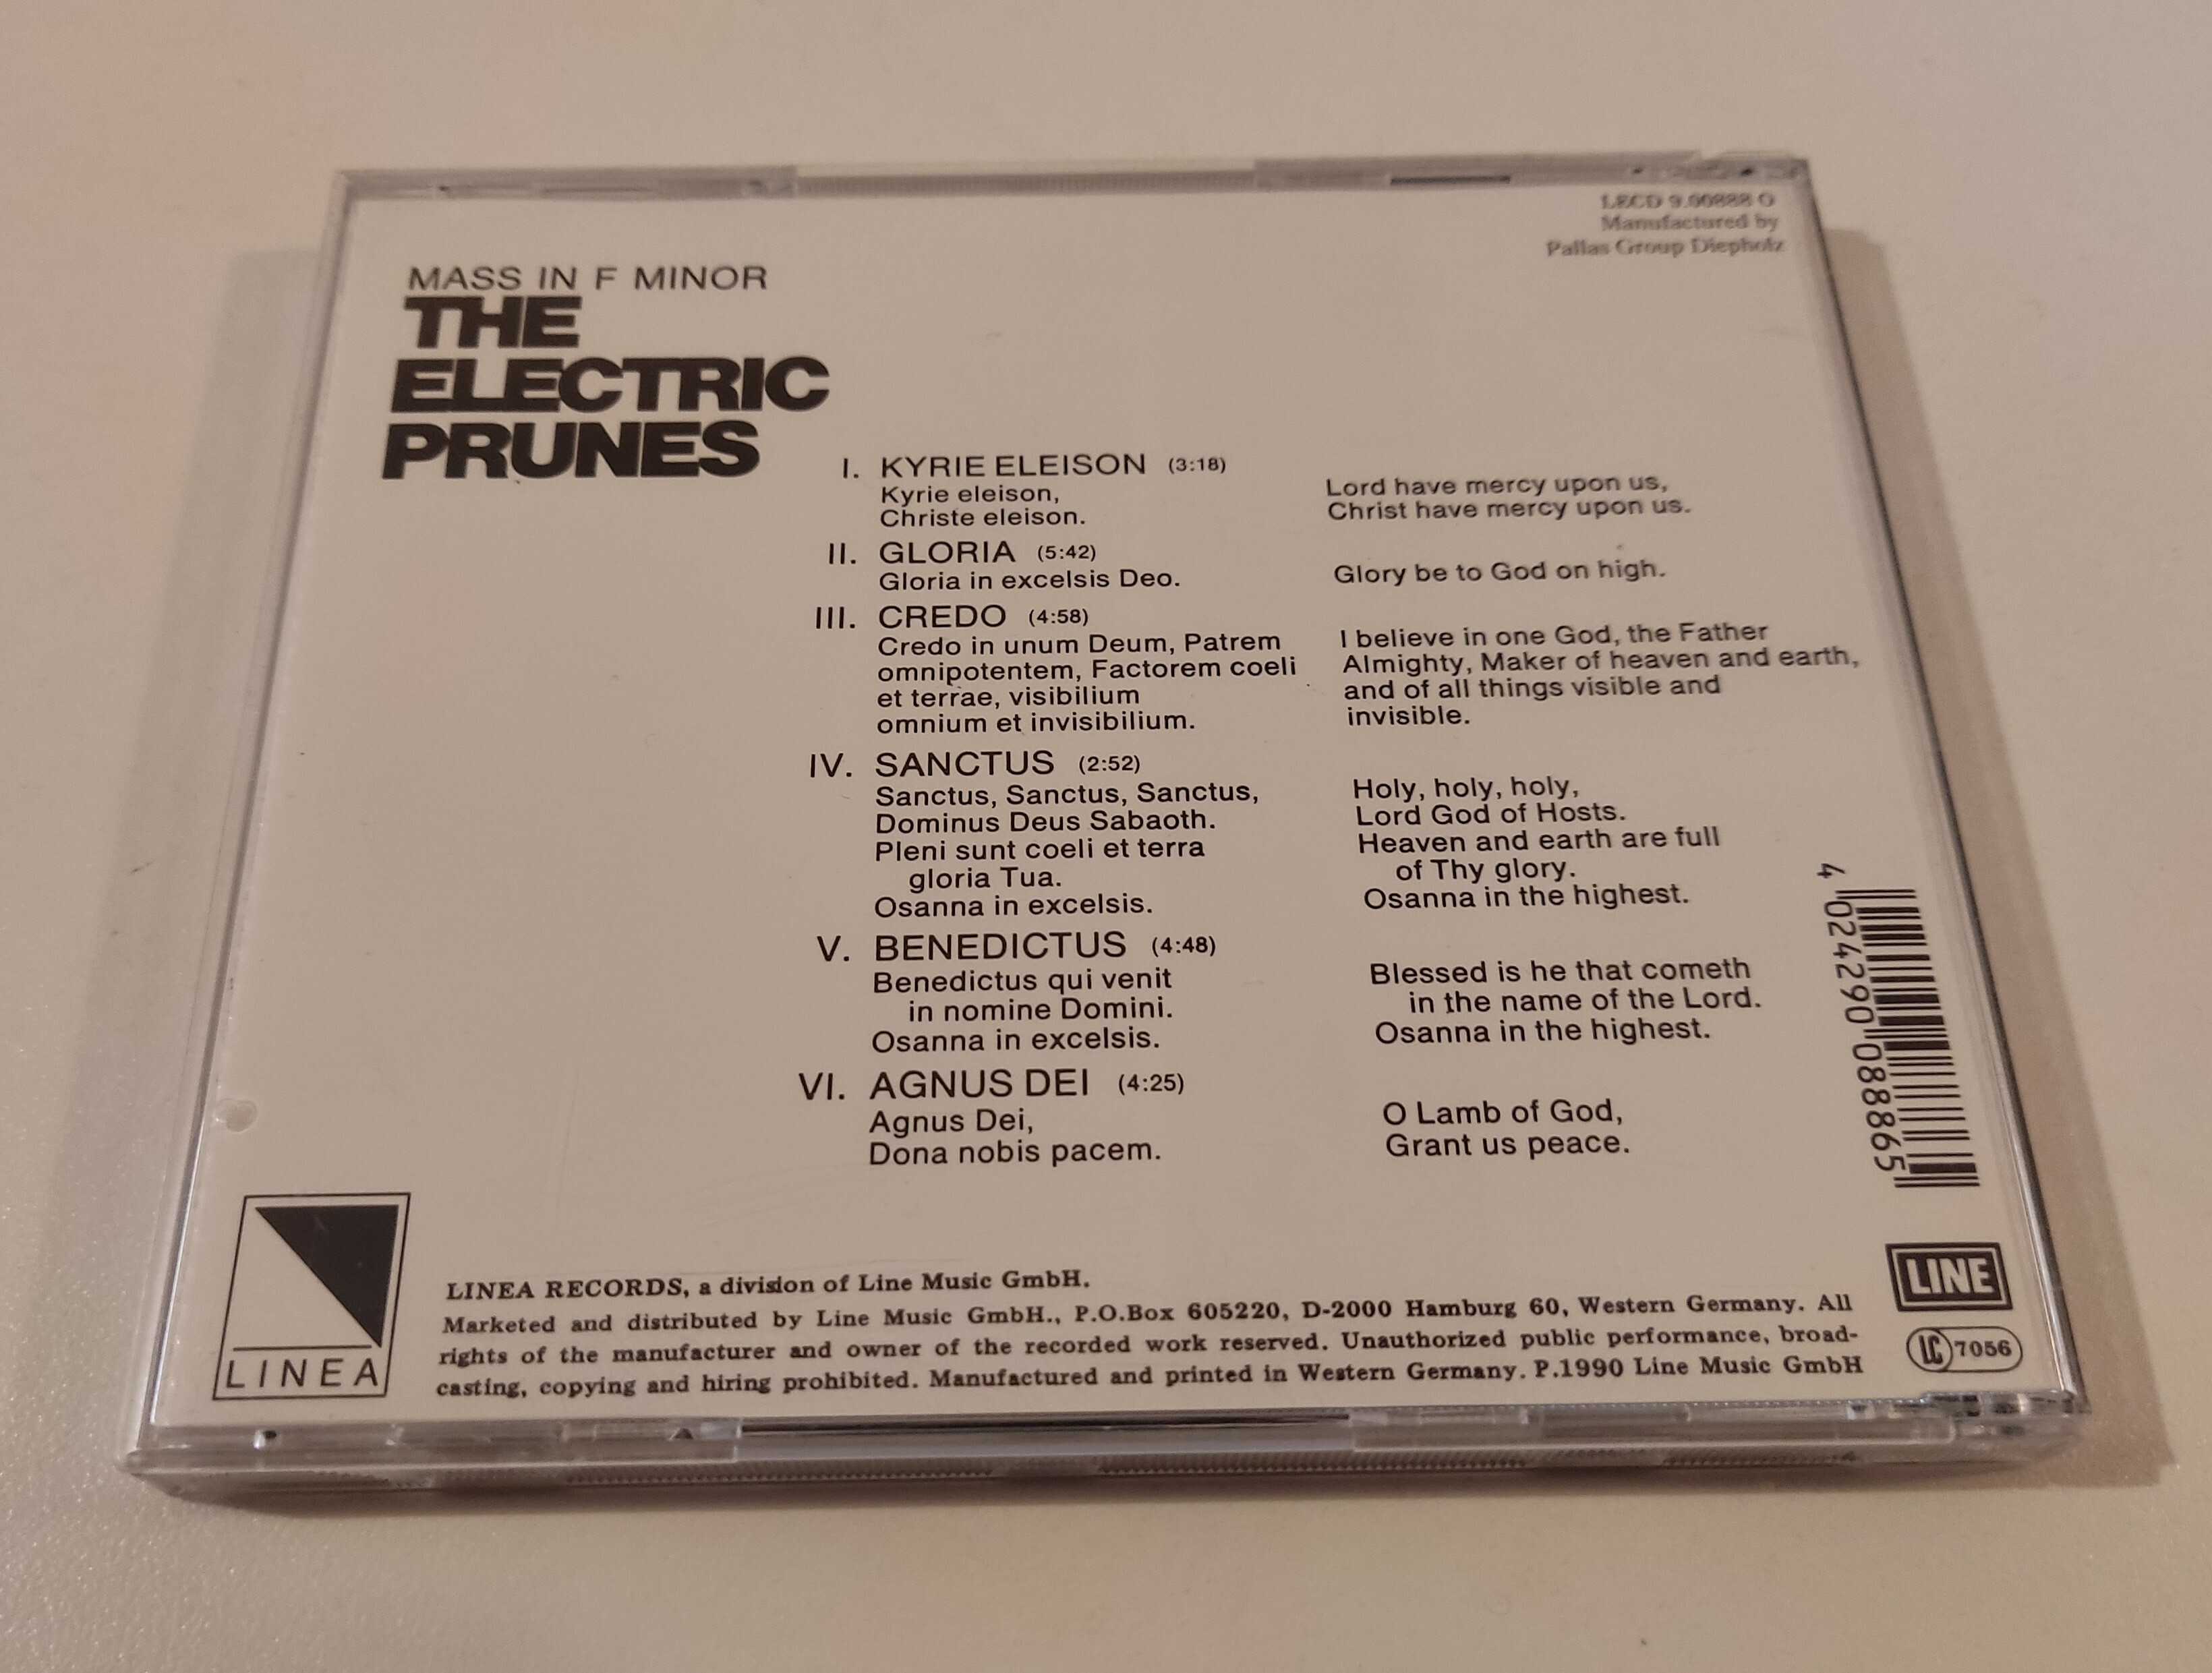 LECD 9.00888 O
Manufactured by
Pallas Group Diepholz
MASS IN F MINOR
THE
ELECTRIC
PRUNES
I. KYRIE ELEISON (3:18)
Kyrie eleison,
Christe eleison.
Lord have mercy upon us,
Christ have mercy upon us.
II. GLORIA (5:42)
Gloria in excelsis Deo.
Glory be to God on high.
III. CREDO (4:58)
Credo in unum Deum, Patrem
omnipotentem, Factorem coeli
et terrae, visibilium
omnium et invisibilium.
I believe in one God, the Father
Almighty, Maker of heaven and earth,
and of all things visible and
invisible.
IV. SANCTUS (2:52)
Sanctus, Sanctus, Sanctus,
Dominus Deus Sabaoth.
Pleni sunt coeli et terra
gloria Tua.
Osanna in excelsis.
Holy, holy, holy,
Lord God of Hosts.
Heaven and earth are full
of Thy glory.
Osanna in the highest.
V. BENEDICTUS (4:48)
Benedictus qui venit
in nomine Domini.
Osanna in excelsis.
Blessed is he that cometh
in the name of the Lord.
Osanna in the highest.
VI. AGNUS DEI (4:25)
Agnus Dei,
Dona nobis pacem.
O Lamb of God,
Grant us peace.
4 024290 088865
LINEA
LINEA RECORDS, a division of Line Music GmbH.
Marketed and distributed by Line Music GmbH., P.O.Box 605220, D-2000 Hamburg 60, Western Germany. All
rights of the manufacturer and owner of the recorded work reserved. Unauthorized public performance, broad-
casting, copying and hiring prohibited. Manufactured and printed in Western Germany. P.1990 Line Music GmbH
LINE
LC 7056